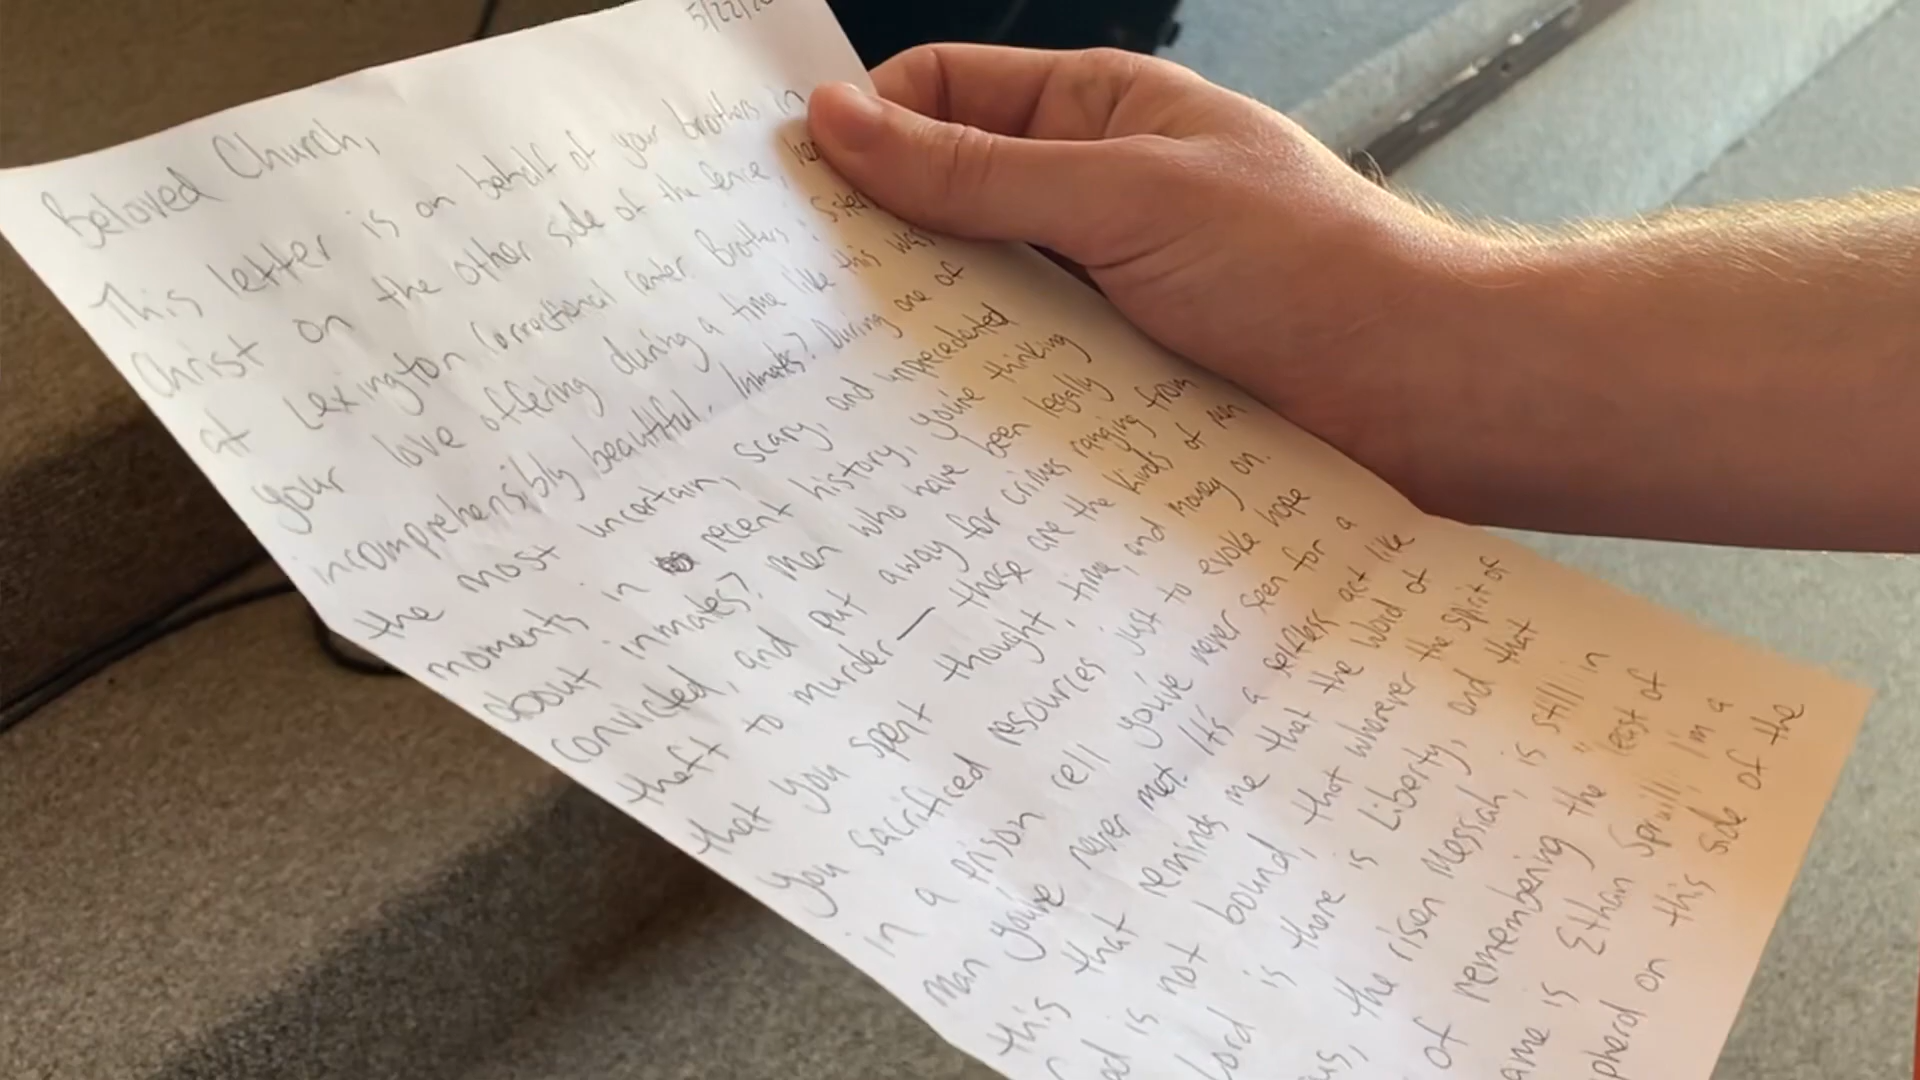 5/22/20
Beloved Church,
This letter is on behalf of your brothers in
Christ on the other side of the fence, here
at Lexington Correctional Center. Brothers & Sisters
your love offering during a time like this was
incomprehensibly beautiful. Inmates? During one of
the most uncertain, scary, and unprecedented
moments in recent history, you're thinking
about inmates? Men who have been legally
convicted, and put away for crimes ranging from
theft to murder — these are the kinds of men
that you spent thought, time, and money on.
You sacrificed resources just to evoke hope
in a prison cell you've never seen for a
man you've never met. It's a selfless act like
this that reminds me that the Word of
is not bound, that wherever the Spirit of
Lord is there is Liberty, and that
the risen Messiah, is still in
of remembering the "least of
is Ethan Spruill, I'm a
on this side of the